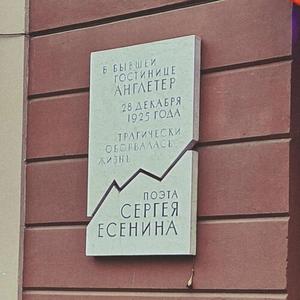 В БЫВШЕЙ
ГОСТИНИЦЕ
АНГЛЕТЕР
28 ДЕКАБРЯ
1925 ГОДА
ТРАГИЧЕСКИ
ОБОРВАЛАСЬ
ЖИЗНЬ
ПОЭТА
СЕРГЕЯ
ЕСЕНИНА